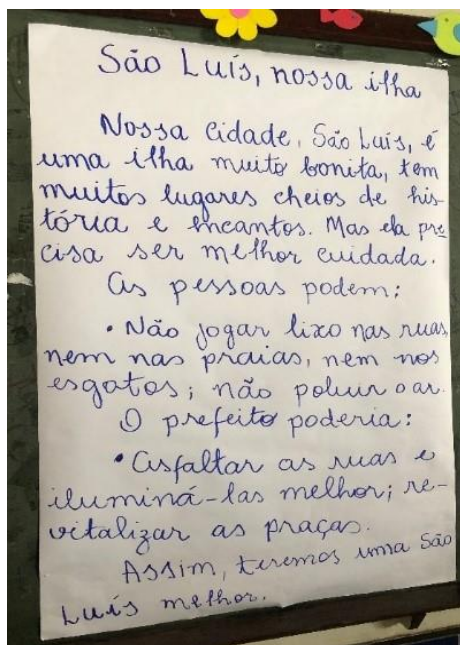 São Luís, nossa ilha
Nossa cidade, São Luís, é
uma ilha muito bonita, tem
muitos lugares cheios de his-
tória e encantos. Mas ela pre
cisa ser melhor cuidada.
As pessoas podem:
• Não jogar lixo nas ruas,
nem nas praias, nem nos
esgotos; não poluir o ar.
O prefeito poderia:
• Asfaltar as ruas e
iluminá-las melhor; re-
vitalizar as praças.
Assim, teremos uma São
Luís melhor.